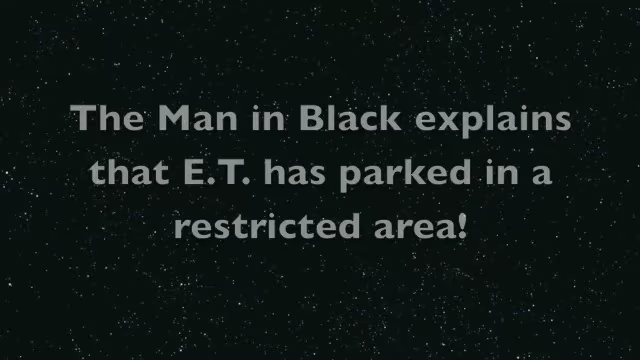 The Man in Black explains
that E.T. has parked in a
restricted area!